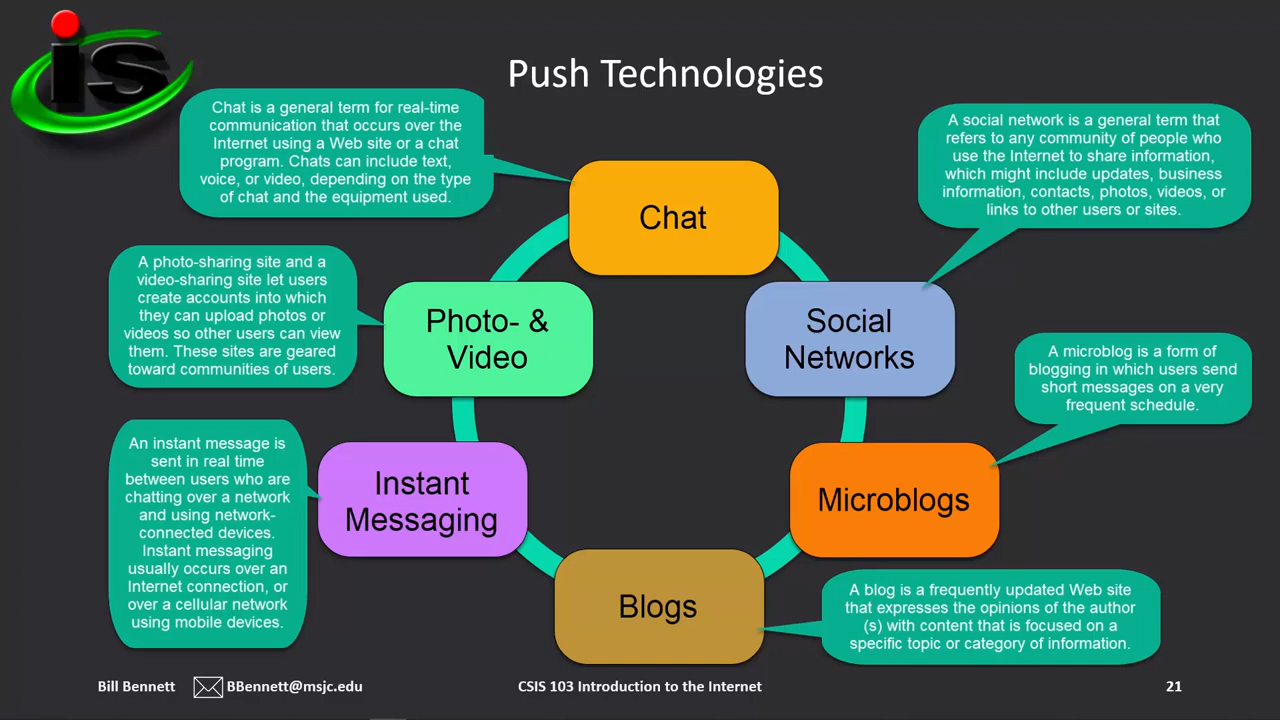 is
Push Technologies
Chat is a general term for real-time
communication that occurs over the
Internet using a Web site or a chat
program. Chats can include text,
voice, or video, depending on the type
of chat and the equipment used.
Chat
A social network is a general term that
refers to any community of people who
use the Internet to share information,
which might include updates, business
information, contacts, photos, videos, or
links to other users or sites.
A photo-sharing site and a
video-sharing site let users
create accounts into which
they can upload photos or
videos so other users can view
them. These sites are geared
toward communities of users.
Photo- &
Video
Social
Networks
A microblog is a form of
blogging in which users send
short messages on a very
frequent schedule.
An instant message is
sent in real time
between users who are
chatting over a network
and using network-
connected devices.
Instant messaging
usually occurs over an
Internet connection, or
over a cellular network
using mobile devices.
Instant
Messaging
Microblogs
Blogs
A blog is a frequently updated Web site
that expresses the opinions of the author
(s) with content that is focused on a
specific topic or category of information.
Bill Bennett
BBennett@msjc.edu
CSIS 103 Introduction to the Internet
21